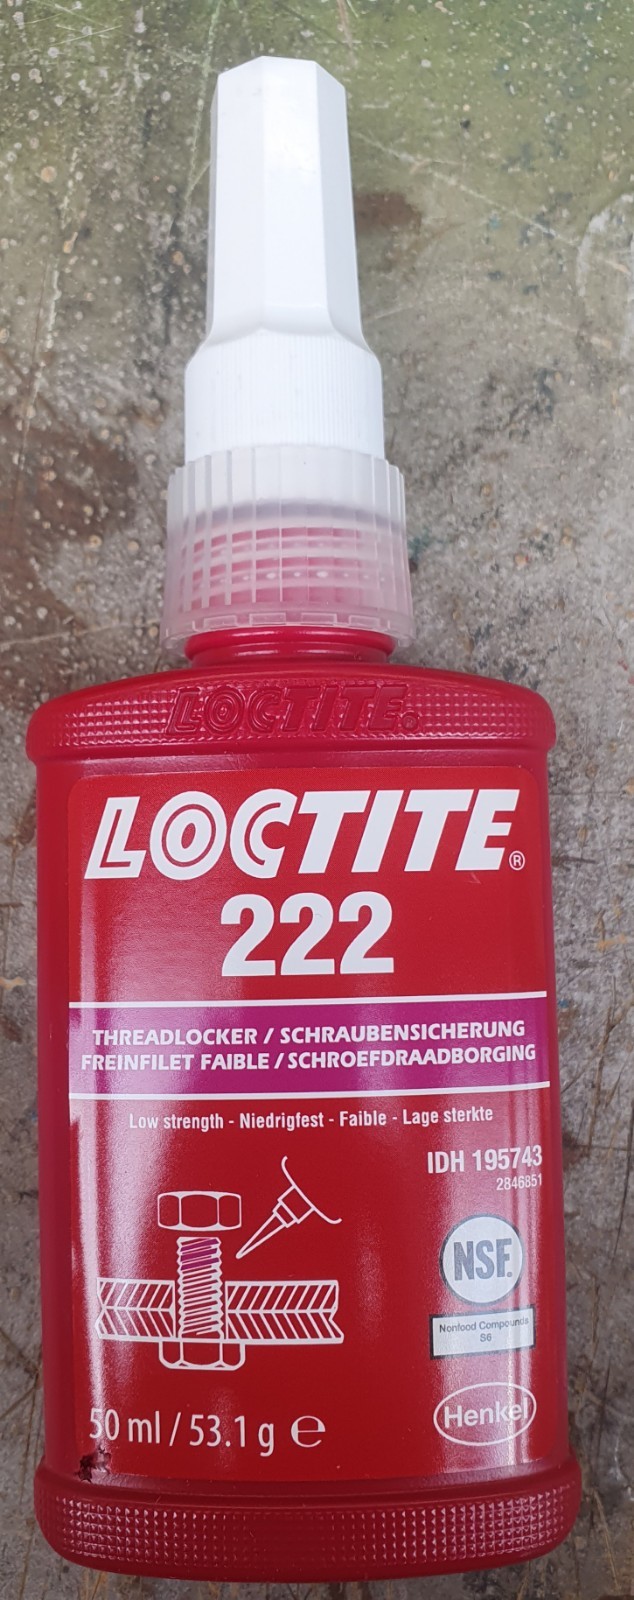 LOCTITE®
LOCTITE®
222
THREADLOCKER / SCHRAUBENSICHERUNG
FREINFILET FAIBLE / SCHROEFDRAADBORGING
Low strength - Niedrigfest - Faible - Lage sterkte
IDH 195743
2846851
NSF®
Nonfood Compounds
S6
50 ml / 53.1 g ℮
Henkel